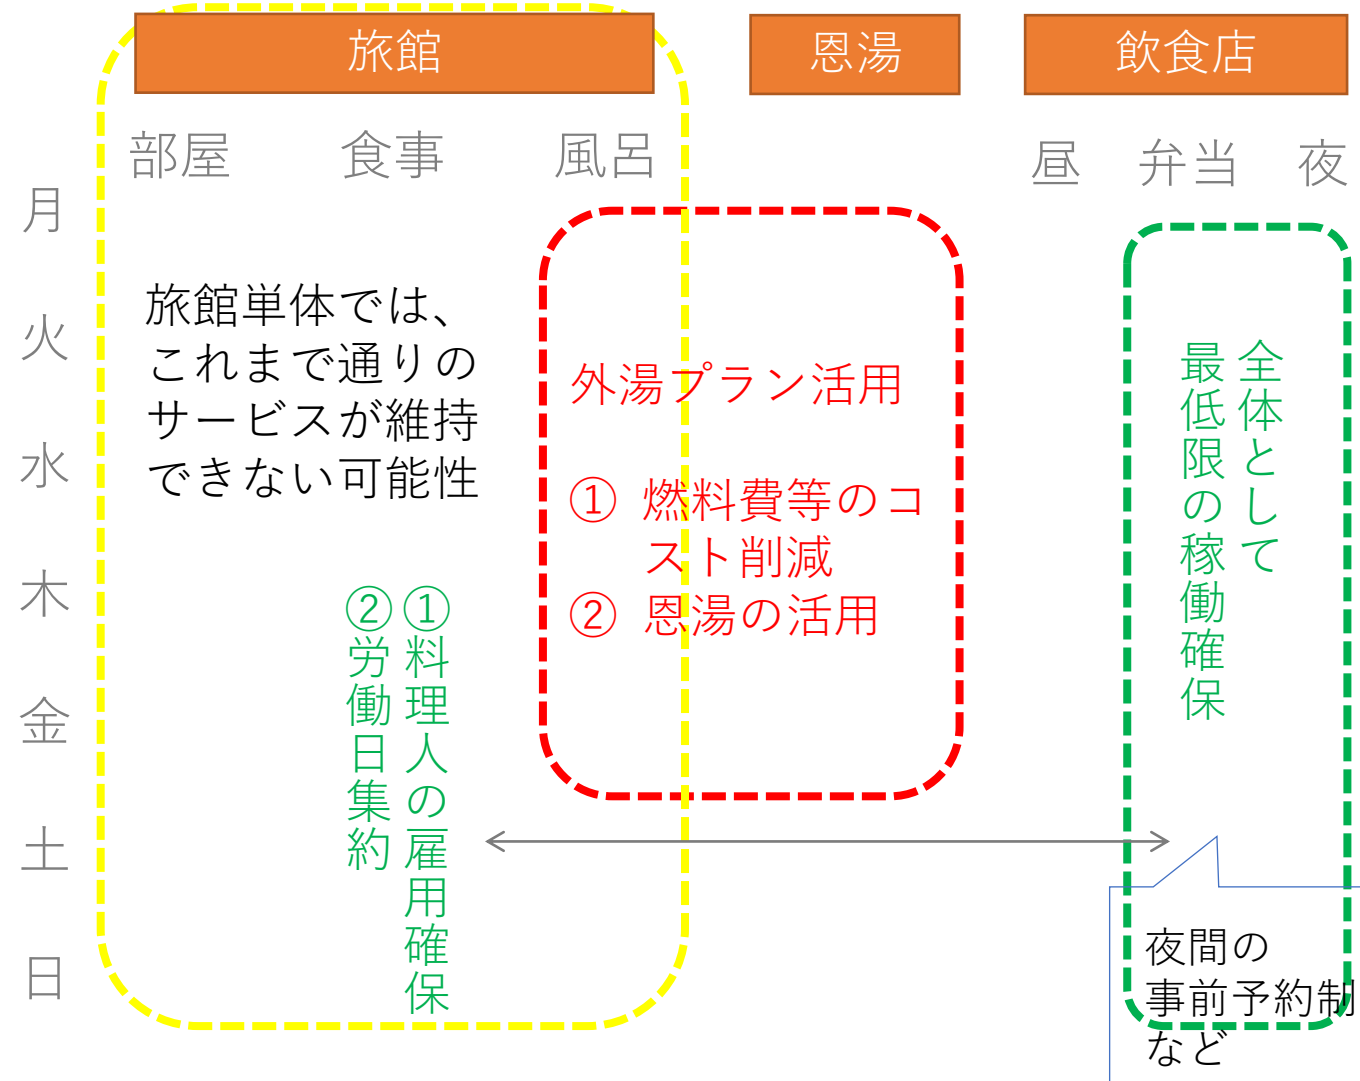 旅館
恩湯
飲食店
部屋
食事
風呂
昼
弁当
夜
月
火
水
木
金
土
日
旅館単体では、
これまで通りの
サービスが維持
できない可能性
①料理人の雇用確保
②労働日集約
外湯プラン活用
① 燃料費等のコ
スト削減
② 恩湯の活用
全体として
最低限の稼働確保
夜間の
事前予約制
など